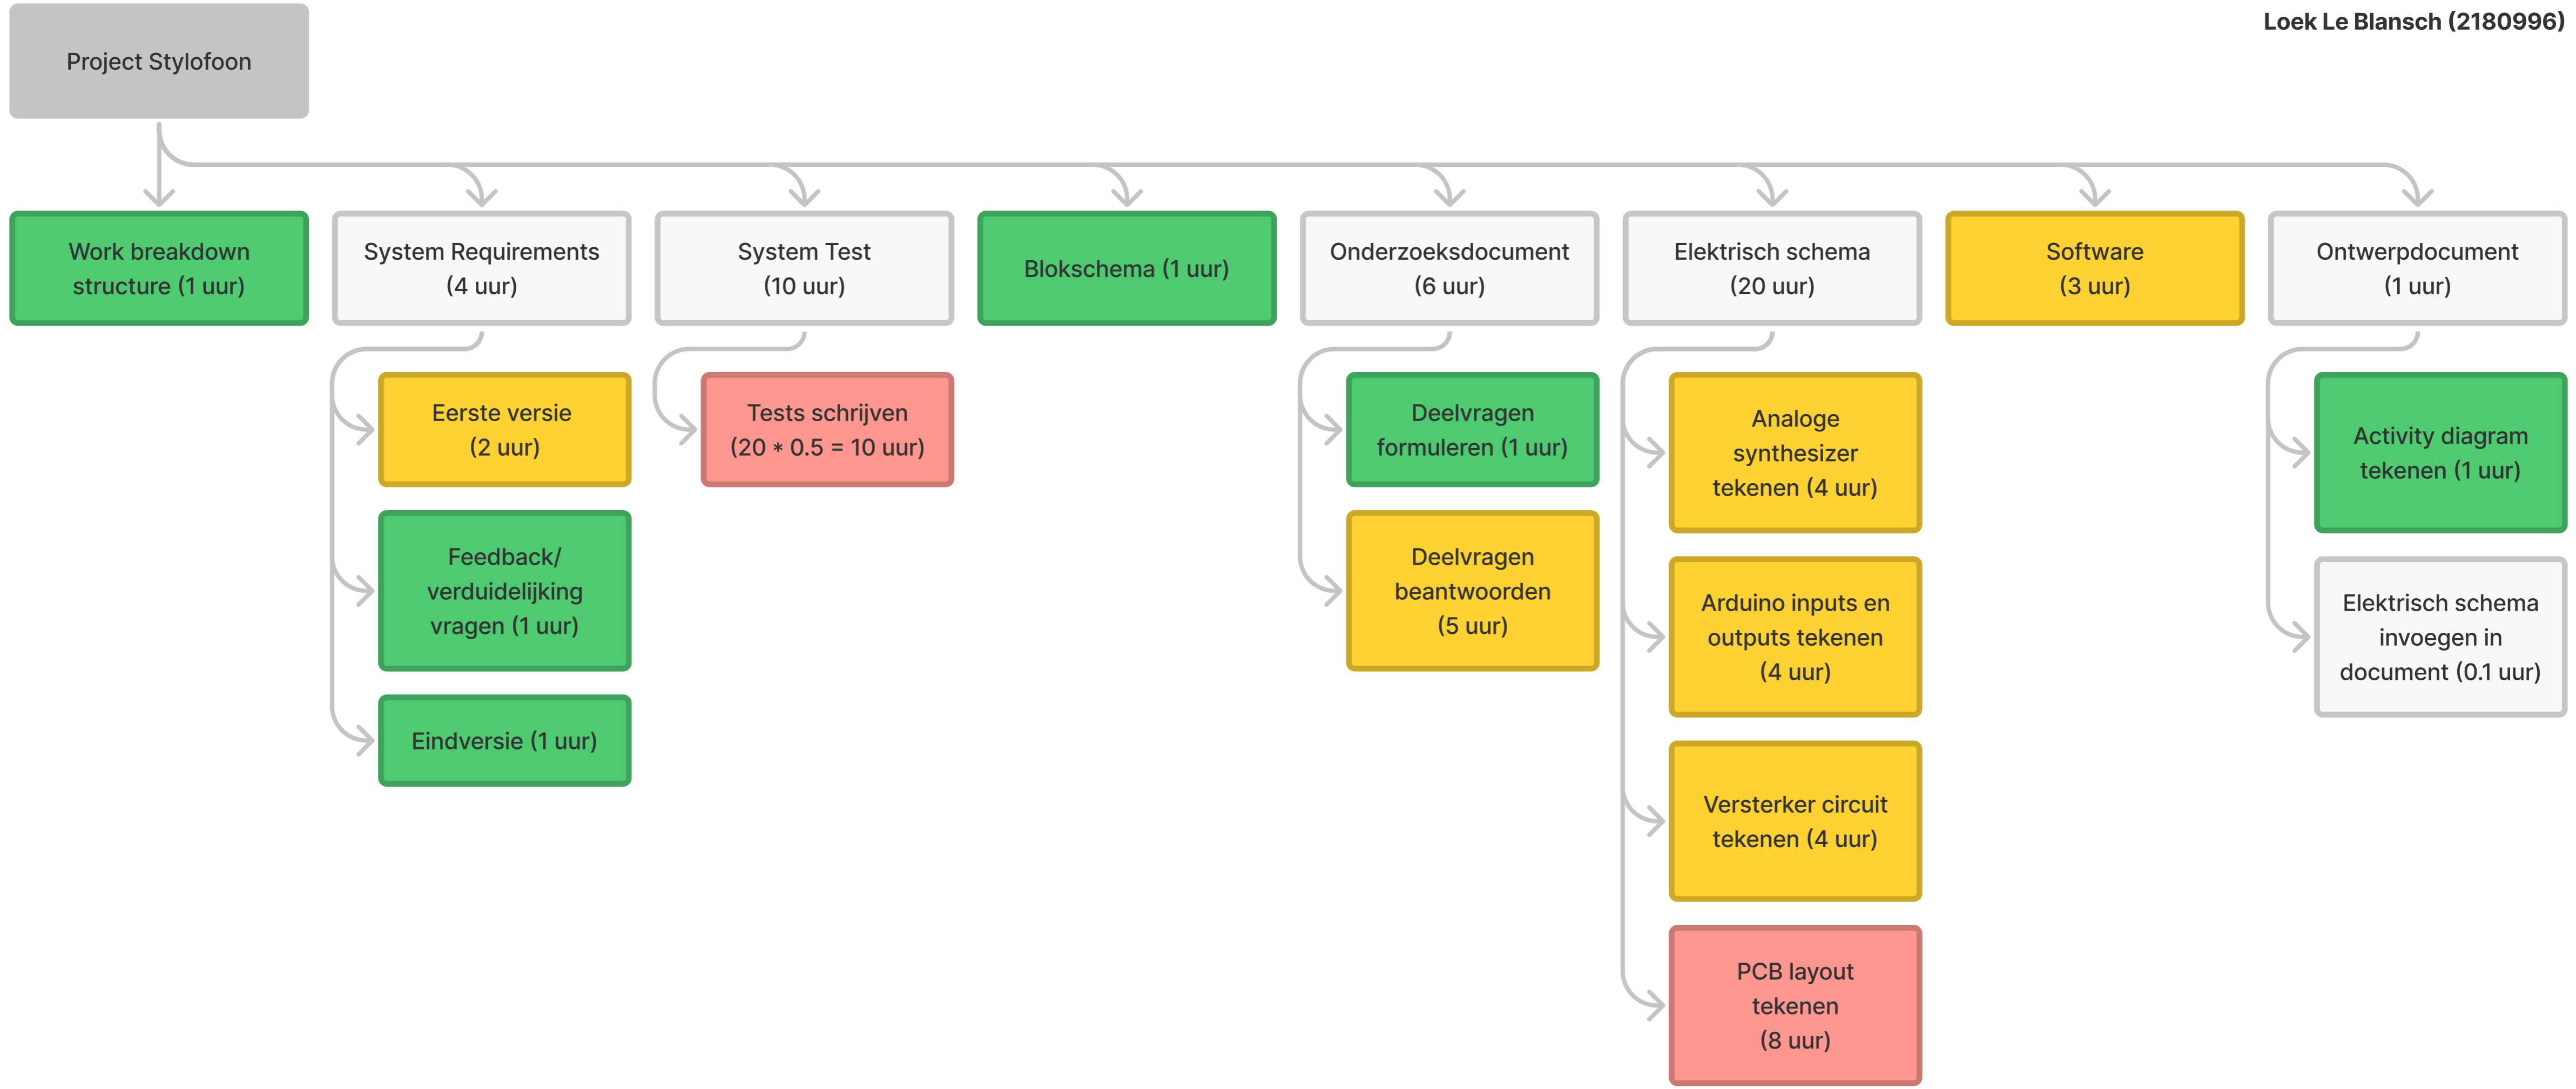 Project Stylofoon
Loek Le Blansch (2180996)
Work breakdown
structure (1 uur)
System Requirements
(4 uur)
System Test
(10 uur)
Blokschema (1 uur)
Onderzoeksdocument
(6 uur)
Elektrisch schema
(20 uur)
Software
(3 uur)
Ontwerpdocument
(1 uur)
Eerste versie
(2 uur)
Feedback/
verduidelijking
vragen (1 uur)
Eindversie (1 uur)
Tests schrijven
(20 * 0.5 = 10 uur)
Deelvragen
formuleren (1 uur)
Deelvragen
beantwoorden
(5 uur)
Analoge
synthesizer
tekenen (4 uur)
Arduino inputs en
outputs tekenen
(4 uur)
Versterker circuit
tekenen (4 uur)
PCB layout
tekenen
(8 uur)
Activity diagram
tekenen (1 uur)
Elektrisch schema
invoegen in
document (0.1 uur)